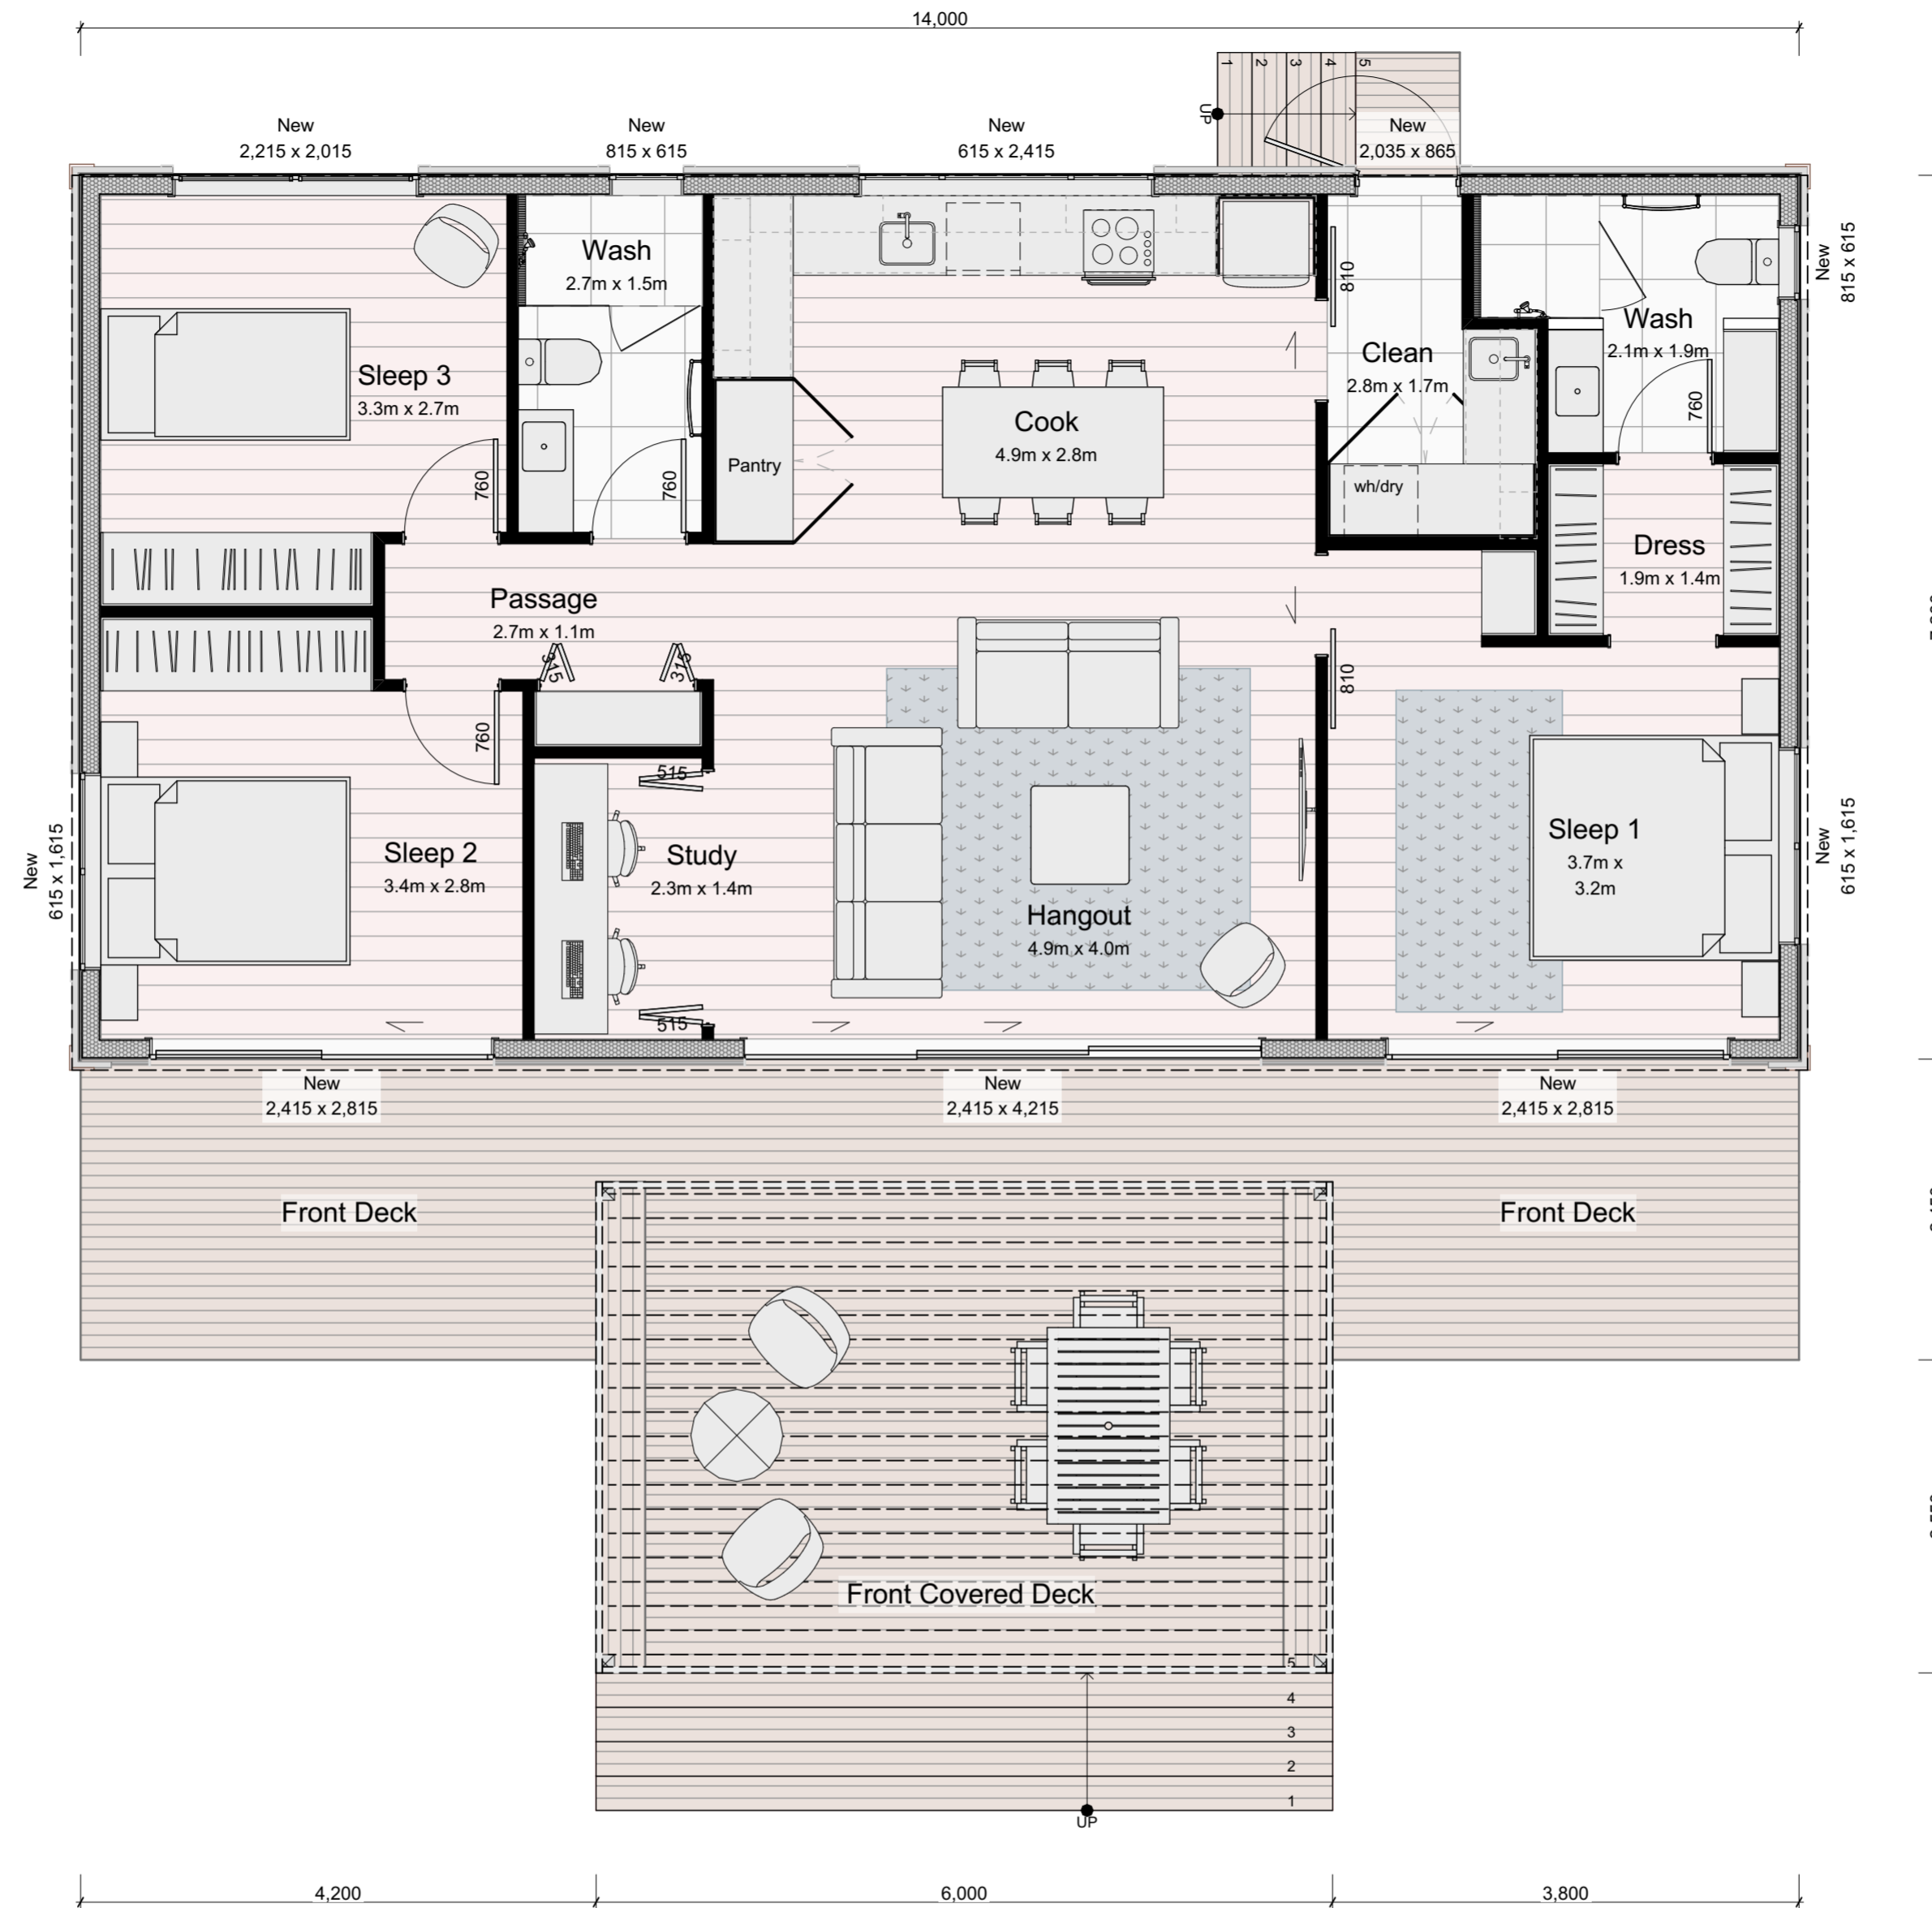 14,000
1
2
3
4
5
UP
New
2,215 x 2,015
New
815 x 615
New
615 x 2,415
New
2,035 x 865
Wash
2.7m x 1.5m
810
New
815 x 615
Sleep 3
3.3m x 2.7m
Clean
2.8m x 1.7m
Wash
2.1m x 1.9m
Cook
4.9m x 2.8m
760
760
760
Pantry
wh/dry
Dress
1.9m x 1.4m
Passage
2.7m x 1.1m
315
315
810
760
515
Sleep 2
3.4m x 2.8m
Study
2.3m x 1.4m
Sleep 1
3.7m x
3.2m
New
615 x 1,615
New
615 x 1,615
Hangout
4.9m x 4.0m
515
New
2,415 x 2,815
New
2,415 x 4,215
New
2,415 x 2,815
Front Deck
Front Deck
Front Covered Deck
5
4
3
2
1
UP
4,200
6,000
3,800